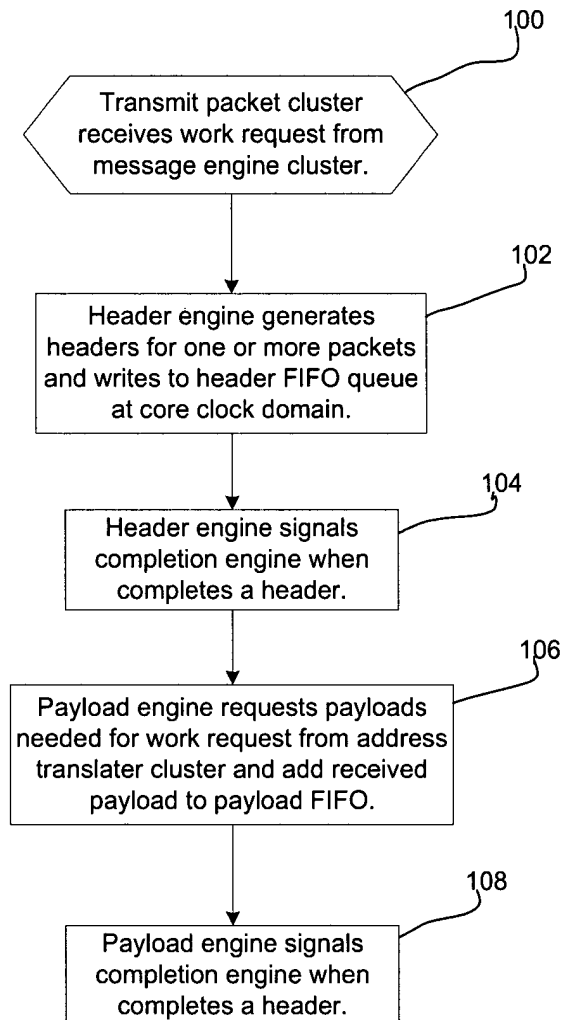 100
Transmit packet cluster
receives work request from
message engine cluster.
102
Header engine generates
headers for one or more packets
and writes to header FIFO queue
at core clock domain.
104
Header engine signals
completion engine when
completes a header.
106
Payload engine requests payloads
needed for work request from address
translater cluster and add received
payload to payload FIFO.
108
Payload engine signals
completion engine when
completes a header.